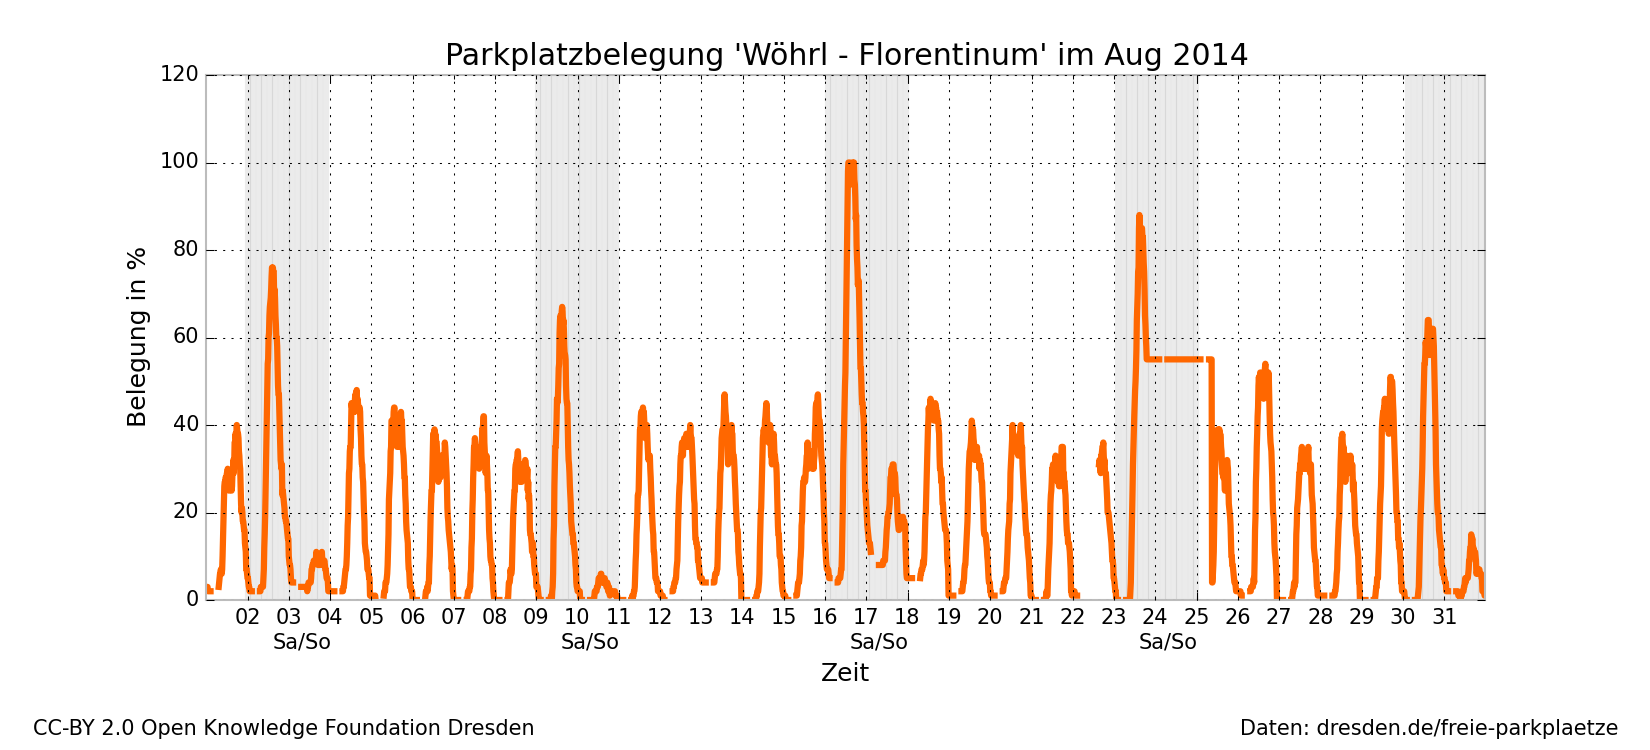 Parkplatzbelegung 'Wöhrl - Florentinum' im Aug 2014
120
100
80
60
40
20
0
Belegung in %
02 03 04 05 06 07 08 09 10 11 12 13 14 15 16 17 18 19 20 21 22 23 24 25 26 27 28 29 30 31
Sa/So Sa/So Sa/So Sa/So
Zeit
CC-BY 2.0 Open Knowledge Foundation Dresden
Daten: dresden.de/freie-parkplaetze